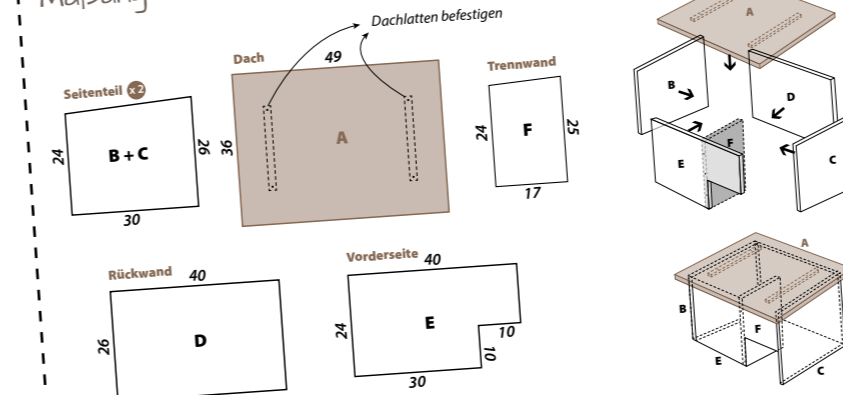 Dachlatten befestigen
Seitenteil x 2
24
B + C
26
30
Dach
49
36
A
Trennwand
24
F
25
17
Rückwand
40
26
D
Vorderseite
40
24
E
10
10
30
A
B
D
E
F
C
A
B
F
E
C